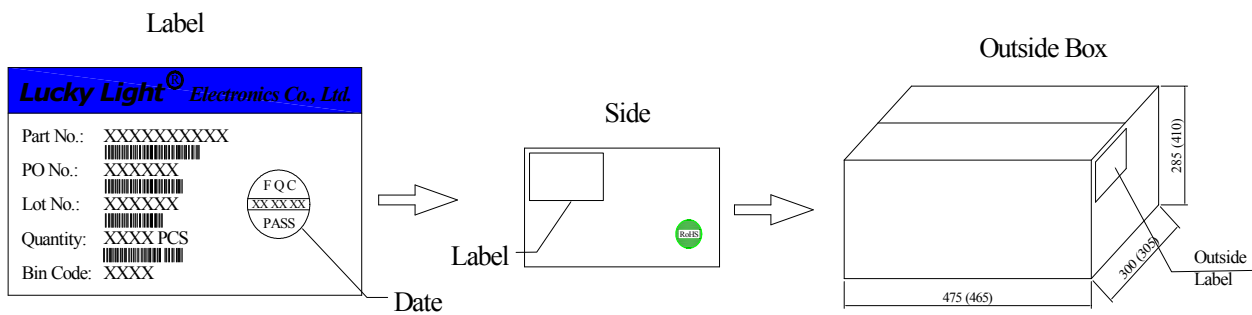 Label
Lucky Light® Electronics Co., Ltd.
Part No.: XXXXXXXXXX
PO No.: XXXXXX
Lot No.: XXXXXX
Quantity: XXXX PCS
Bin Code: XXXX
F Q C
XX XX XX
PASS
Date
Side
RoHS
Label
Outside Box
285 (410)
300 (305)
475 (465)
Outside
Label